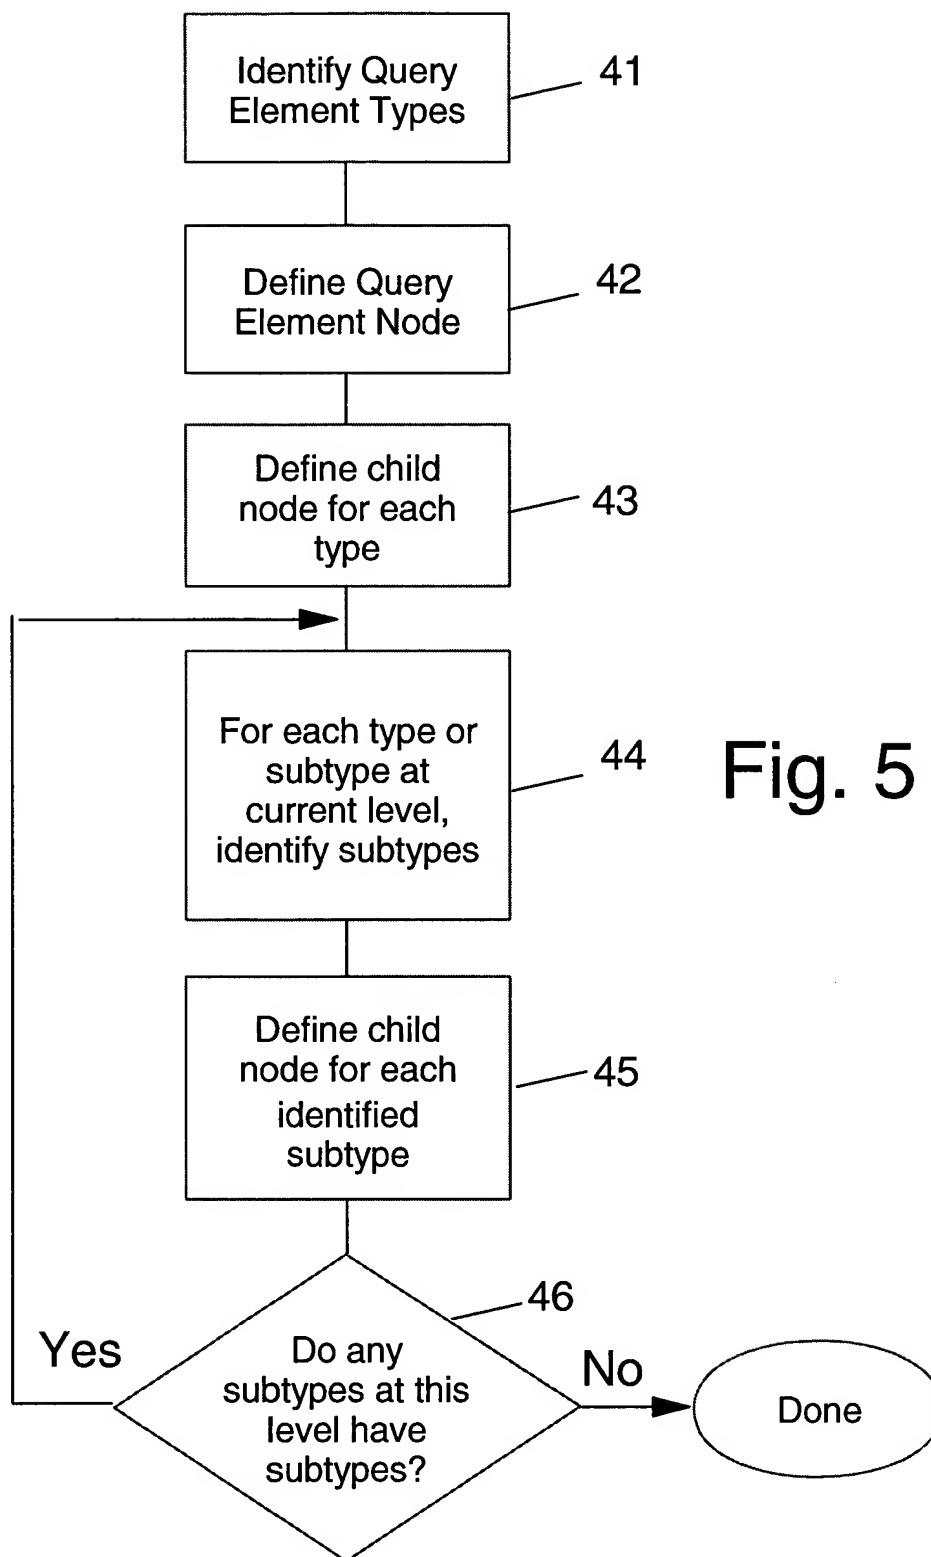 Identify Query
Element Types
41
Define Query
Element Node
42
Define child
node for each
type
43
For each type or
subtype at
current level,
identify subtypes
44
Fig. 5
Define child
node for each
identified
subtype
45
46
Yes
Do any
subtypes at this
level have
subtypes?
No
Done